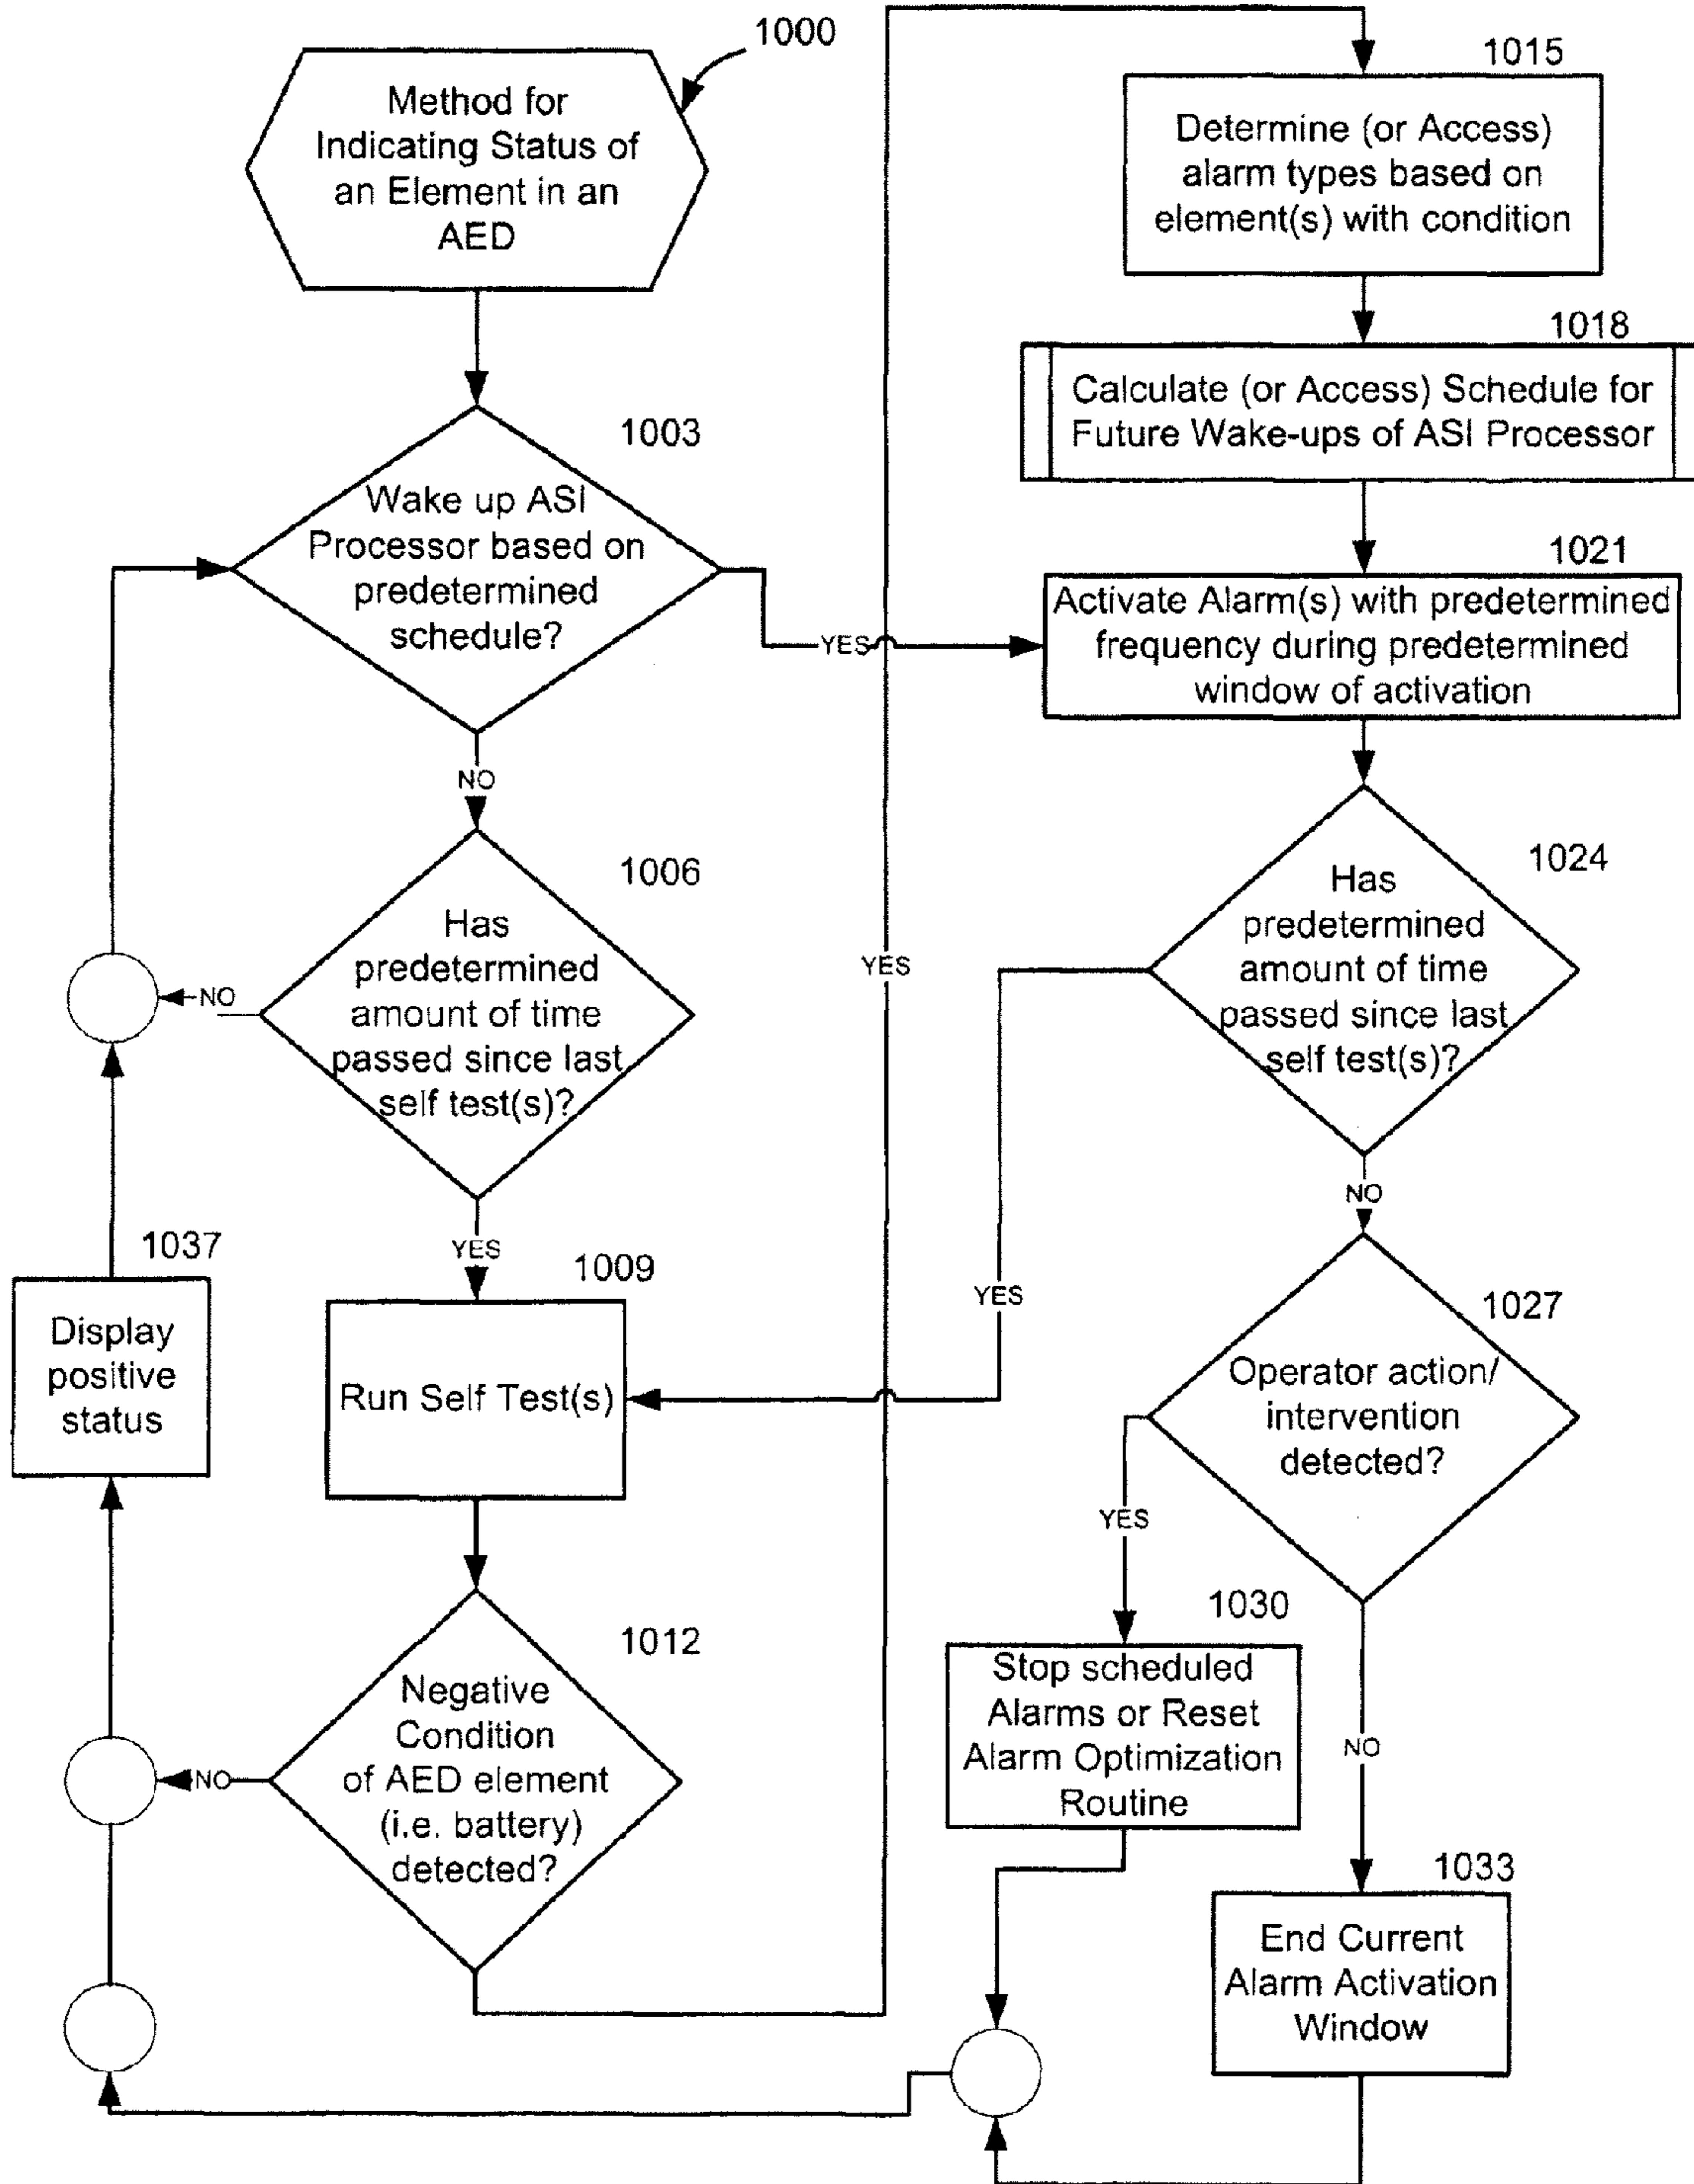 1000
Method for
Indicating Status of
an Element in an
AED
1003
Wake up ASI
Processor based on
predetermined
schedule?
YES
NO
1006
Has
predetermined
amount of time
passed since last
self test(s)?
NO
YES
1009
Run Self Test(s)
1012
Negative
Condition
of AED element
(i.e. battery)
detected?
NO
YES
1037
Display
positive
status
1015
Determine (or Access)
alarm types based on
element(s) with condition
1018
Calculate (or Access) Schedule for
Future Wake-ups of ASI Processor
1021
Activate Alarm(s) with predetermined
frequency during predetermined
window of activation
1024
Has
predetermined
amount of time
passed since last
self test(s)?
YES
NO
1027
Operator action/
intervention
detected?
YES
NO
1030
Stop scheduled
Alarms or Reset
Alarm Optimization
Routine
1033
End Current
Alarm Activation
Window